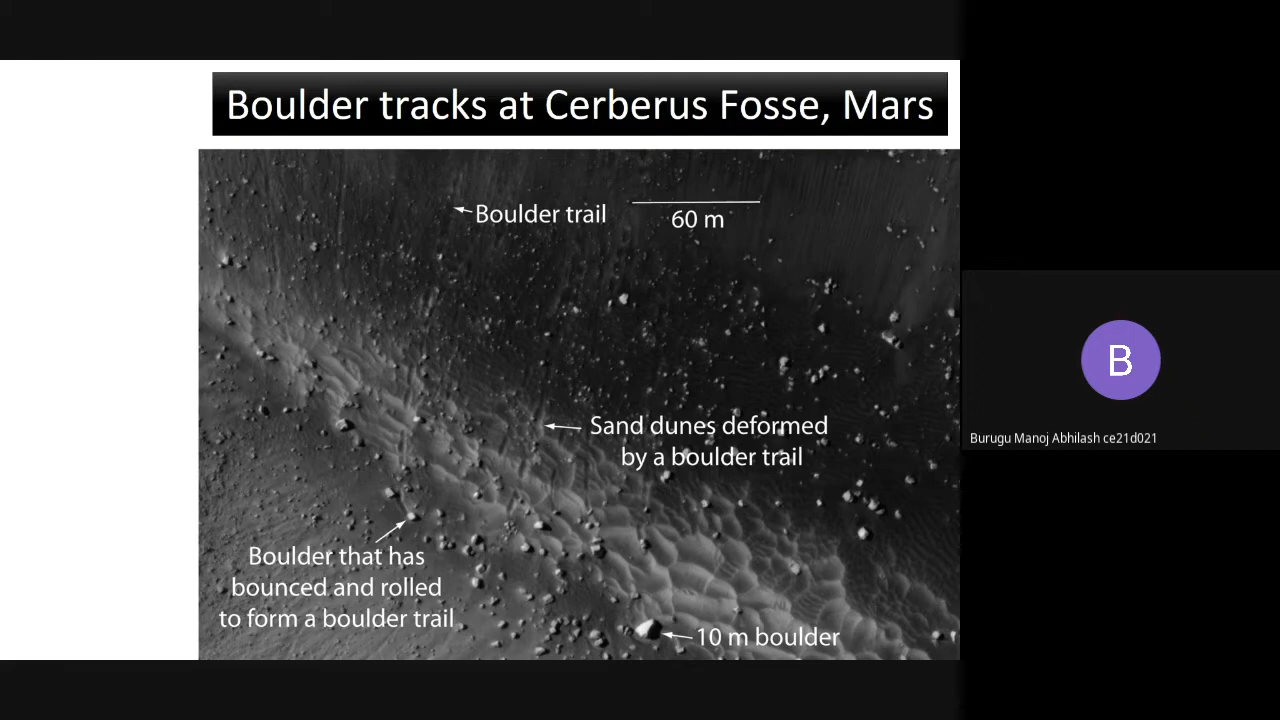 Boulder tracks at Cerberus Fosse, Mars
Boulder trail
60 m
Sand dunes deformed
by a boulder trail
Boulder that has
bounced and rolled
to form a boulder trail
10 m boulder
B
Burugu Manoj Abhilash ce21d021